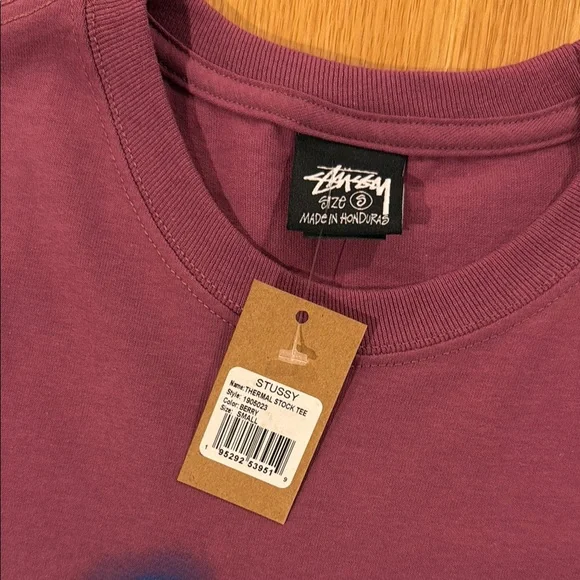 Stüssy
SIZE S
MADE IN HONDURAS
STUSSY
Name: THERMAL STOCK TEE
Style: 1905023
Color: BERRY
Size: SMALL
1 95292 53951 9